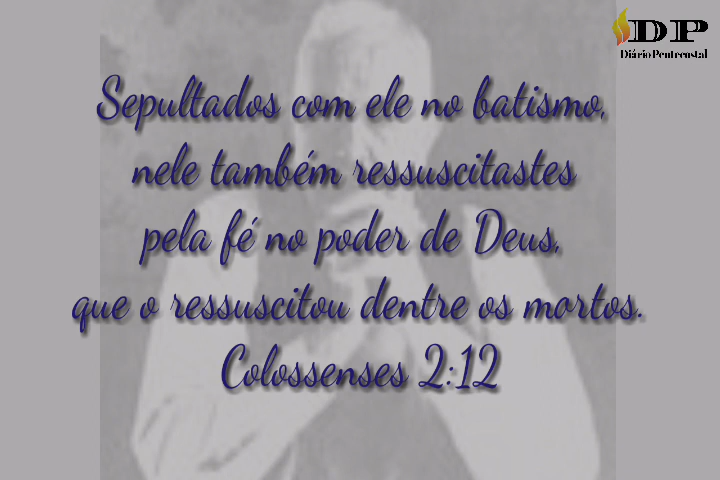 DP
Diário Pentecostal
Sepultados com ele no batismo,
nele também ressuscitastes
pela fé no poder de Deus,
que o ressuscitou dentre os mortos.
Colossenses 2:12